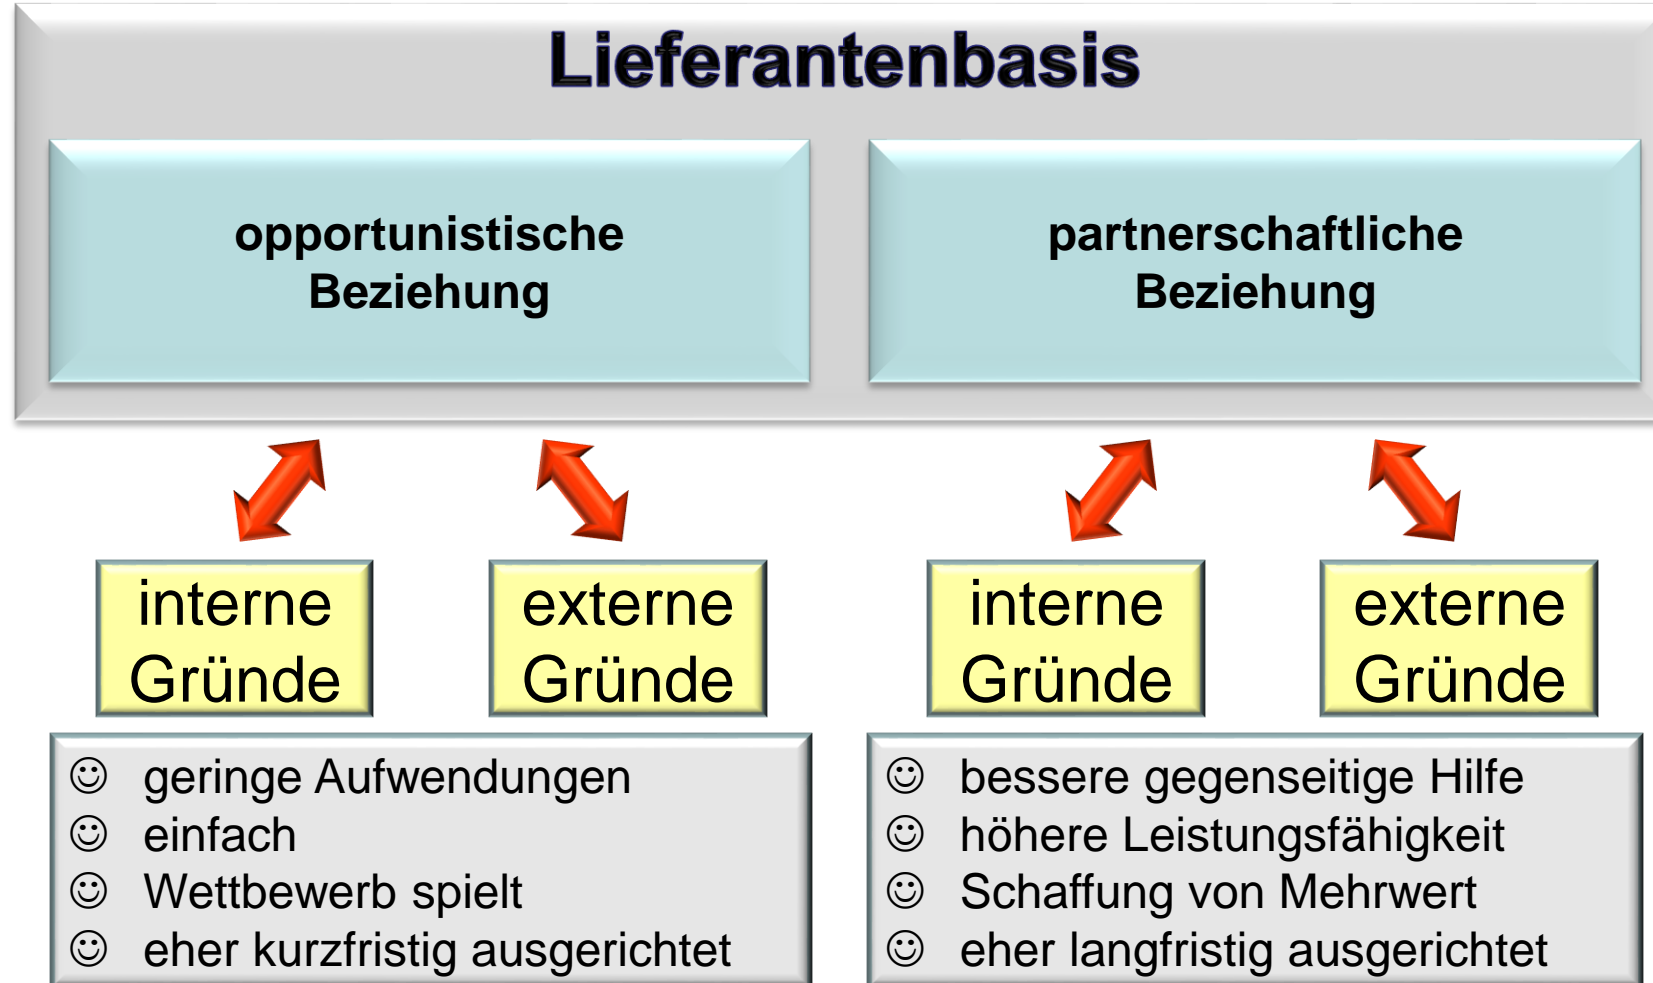 Lieferantenbasis
opportunistische
Beziehung
partnerschaftliche
Beziehung
interne
Gründe
externe
Gründe
interne
Gründe
externe
Gründe
geringe Aufwendungen
einfach
Wettbewerb spielt
eher kurzfristig ausgerichtet
bessere gegenseitige Hilfe
höhere Leistungsfähigkeit
Schaffung von Mehrwert
eher langfristig ausgerichtet